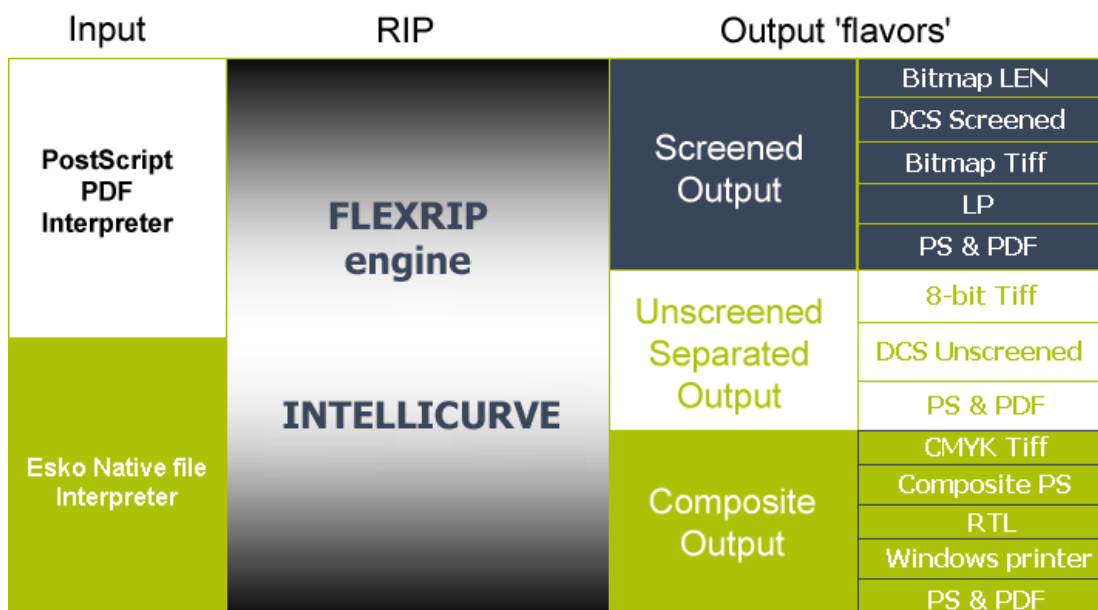 Input
RIP
Output 'flavors'
PostScript
PDF
Interpreter
Esko Native file
Interpreter
FLEXRIP
engine
INTELLICURVE
Screened
Output
Bitmap LEN
DCS Screened
Bitmap Tiff
LP
PS & PDF
Unscreened
Separated
Output
8-bit Tiff
DCS Unscreened
PS & PDF
Composite
Output
CMYK Tiff
Composite PS
RTL
Windows printer
PS & PDF